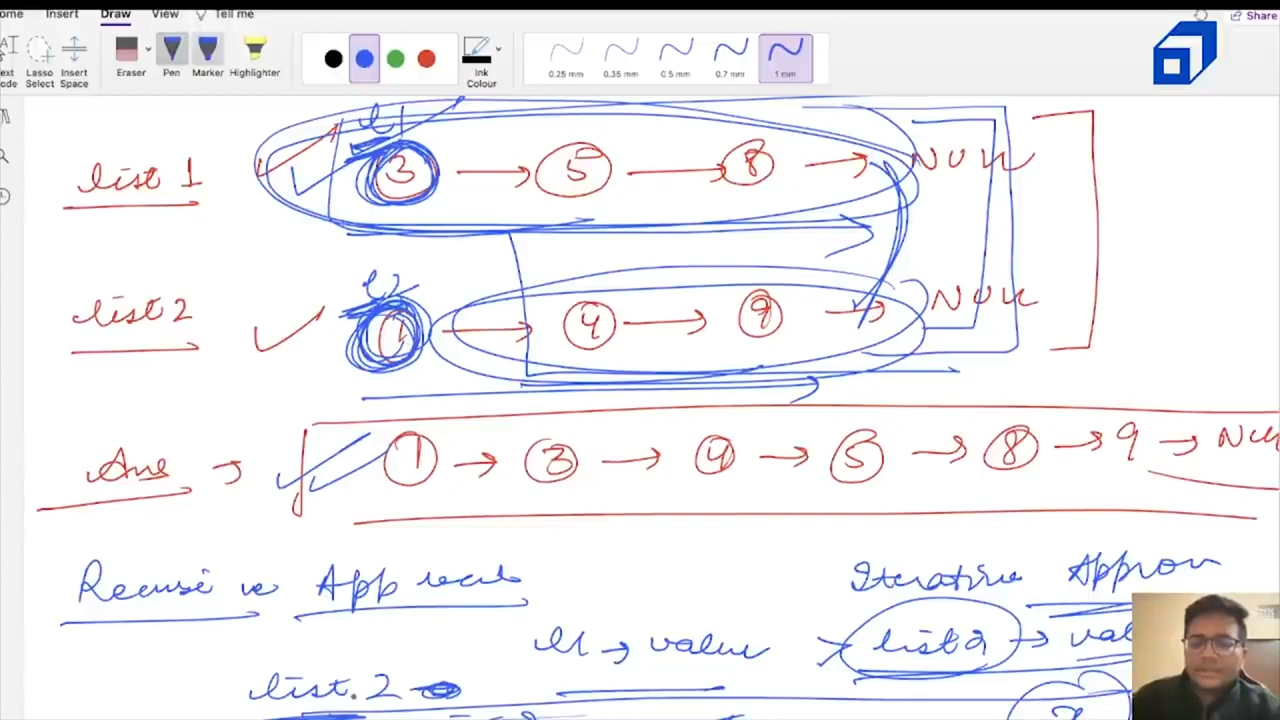 ome Insert Draw View Tell me Share
Text Mode Lasso Select Insert Space Eraser Pen Marker Highlighter Ink Colour 0.25 mm 0.35 mm 0.5 mm 0.7 mm 1 mm
list 1 3 → 5 → 8 → NULL
list 2 1 → 4 → 9 → NULL
Ans → 1 → 3 → 4 → 5 → 8 → 9 → NULL
Recursive Approach Iterative Approa
l1 → value > list2 → val
list.2